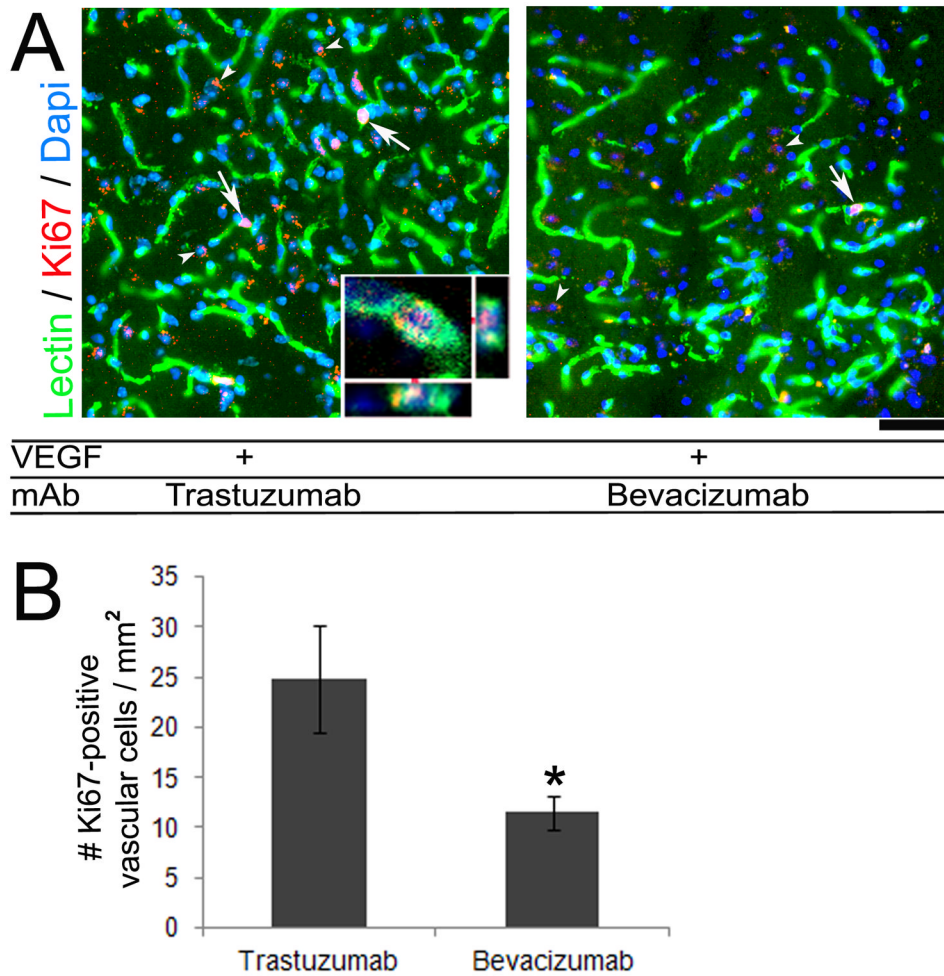 A
Lectin / Ki67 / Dapi
VEGF + +
mAb Trastuzumab Bevacizumab
B
# Ki67-positive
vascular cells / mm²
35
30
25
20
15
10
5
0
*
Trastuzumab Bevacizumab